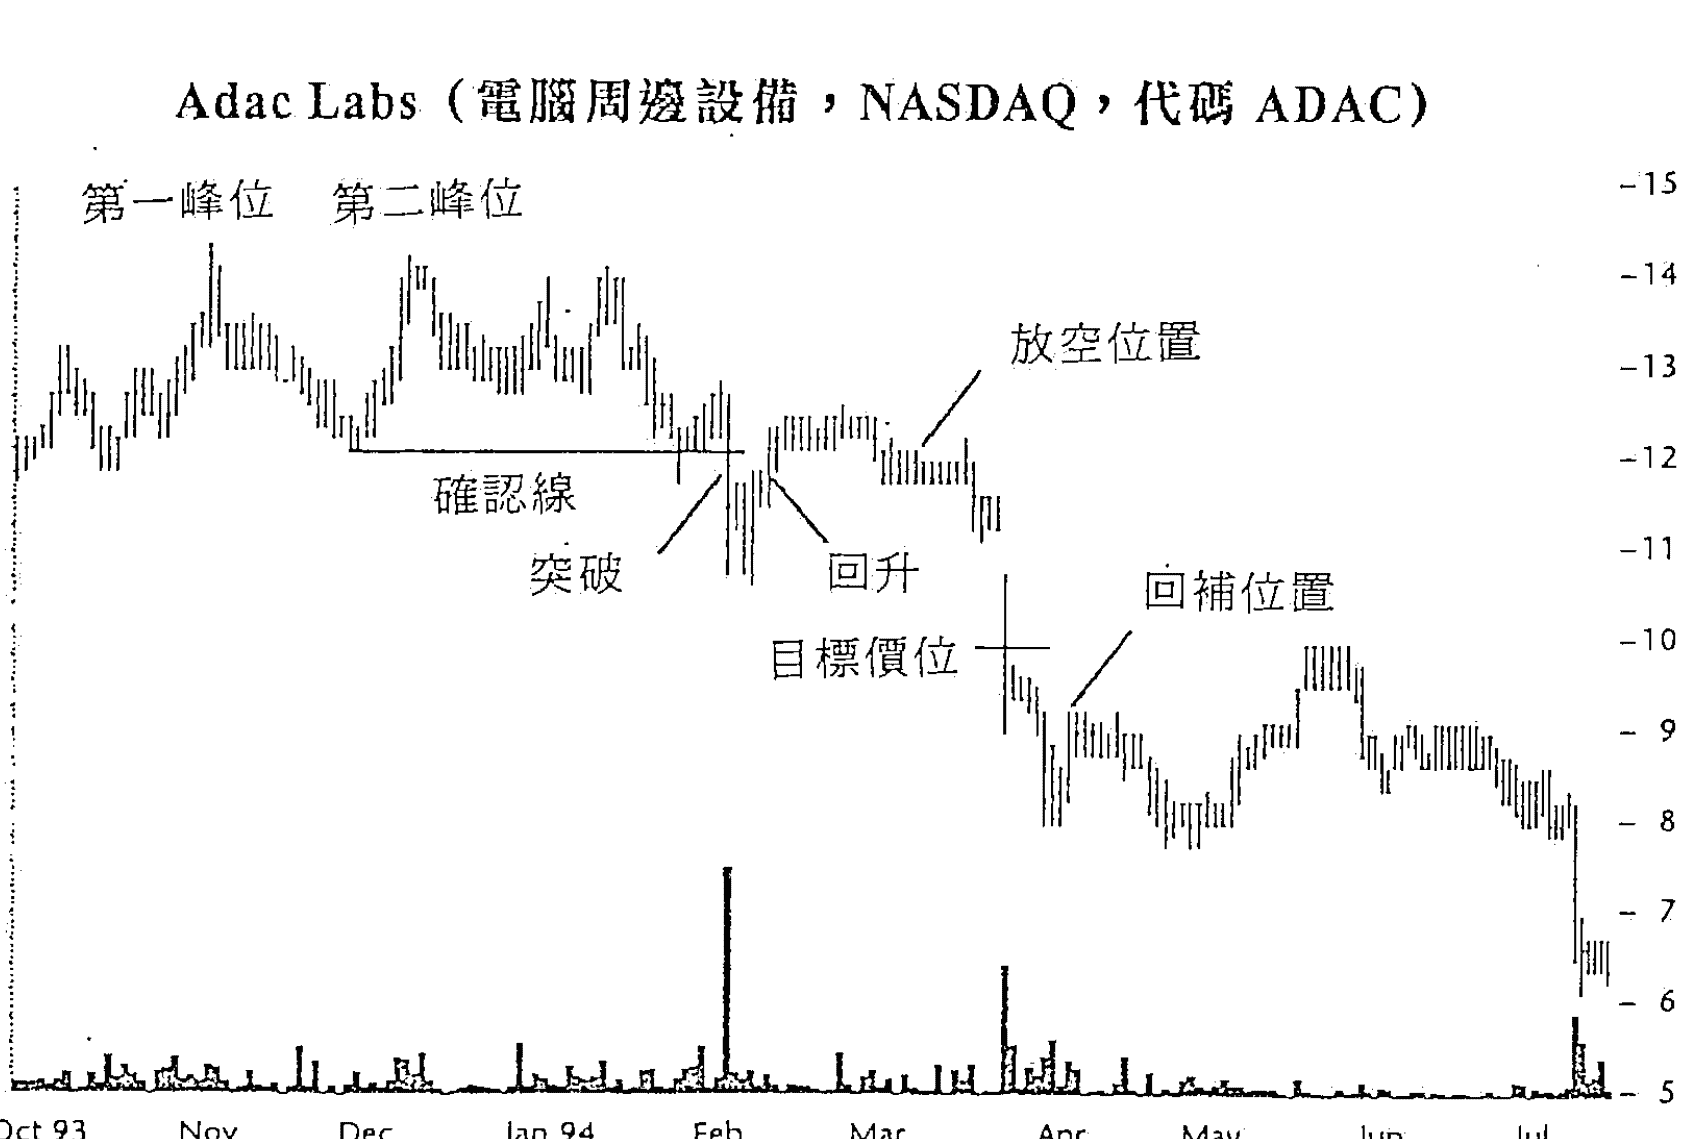 Adac Labs（電腦周邊設備，NASDAQ，代碼 ADAC）
第一峰位 第二峰位
-15
-14
放空位置
-13
-12
確認線
突破 回升
-11
回補位置
目標價位
-10
- 9
- 8
- 7
- 6
- 5
Oct 93 Nov Dec Jan 94 Feb Mar Apr May Jun Jul